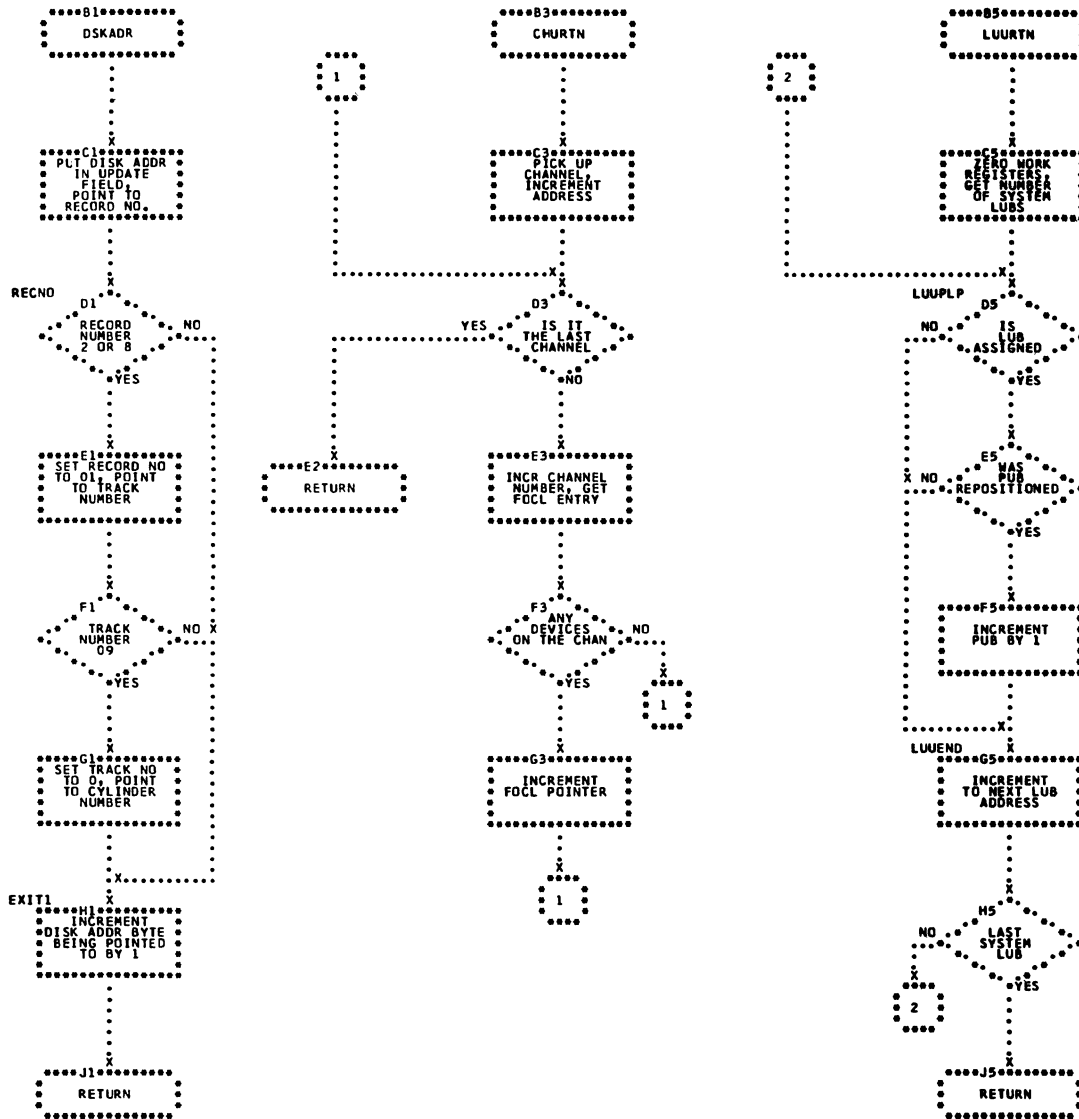 B1
DSKADR
C1
PUT DISK ADDR
IN UPDATE
FIELD,
POINT TO
RECORD NO.
RECNO
D1
RECORD
NUMBER
2 OR 8
NO
YES
E1
SET RECORD NO
TO 01, POINT
TO TRACK
NUMBER
F1
TRACK
NUMBER
09
NO
YES
G1
SET TRACK NO
TO 0, POINT
TO CYLINDER
NUMBER
EXIT1
H1
INCREMENT
DISK ADDR BYTE
BEING POINTED
TO BY 1
J1
RETURN
B3
CHURTN
1
C3
PICK UP
CHANNEL,
INCREMENT
ADDRESS
D3
IS IT
THE LAST
CHANNEL
YES
NO
E2
RETURN
E3
INCR CHANNEL
NUMBER, GET
FOCL ENTRY
F3
ANY
DEVICES
ON THE CHAN
NO
YES
1
G3
INCREMENT
FOCL POINTER
1
B5
LUURTN
2
C5
ZERO WORK
REGISTERS,
GET NUMBER
OF SYSTEM
LUBS
LUUPLP
D5
IS
LUB
ASSIGNED
NO
YES
E5
WAS
PUB
REPOSITIONED
NO
YES
F5
INCREMENT
PUB BY 1
LUUEND
G5
INCREMENT
TO NEXT LUB
ADDRESS
H5
LAST
SYSTEM
LUB
NO
YES
2
J5
RETURN